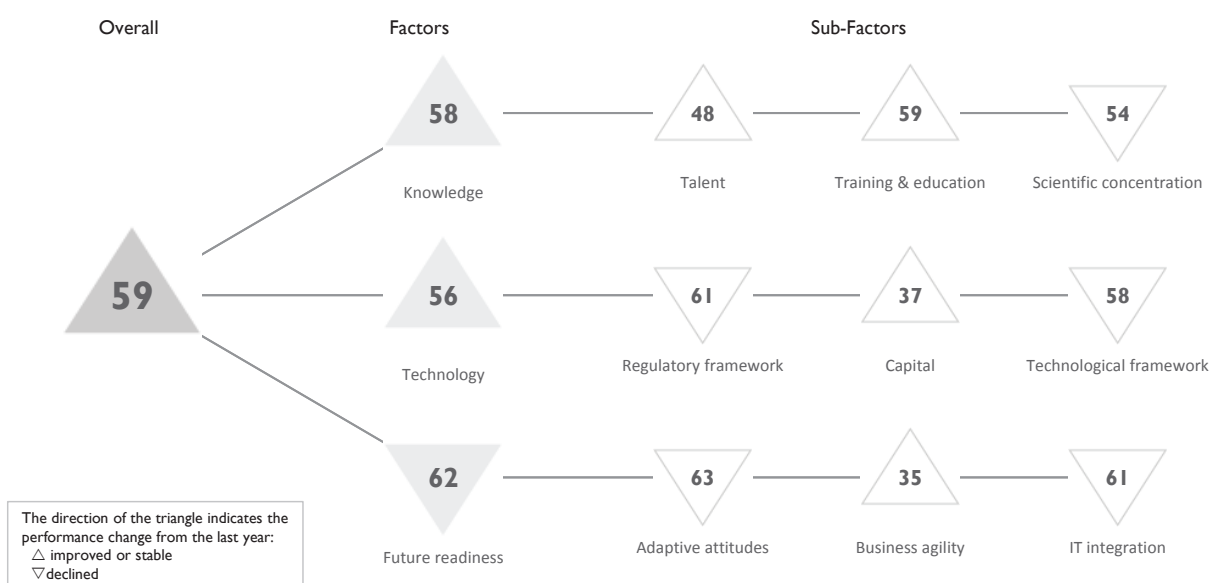 Overall Factors Sub-Factors
58 48 59 54
Knowledge Talent Training & education Scientific concentration
59 56 61 37 58
Technology Regulatory framework Capital Technological framework
62 63 35 61
Future readiness Adaptive attitudes Business agility IT integration
The direction of the triangle indicates the
performance change from the last year:
△ improved or stable
▽declined